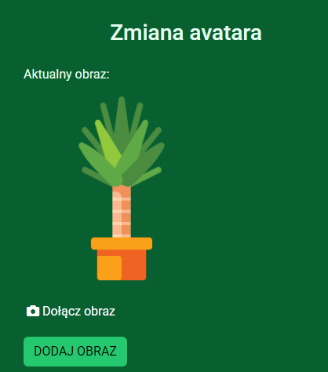 Zmiana avatara
Aktualny obraz:
Dołącz obraz
DODAJ OBRAZ